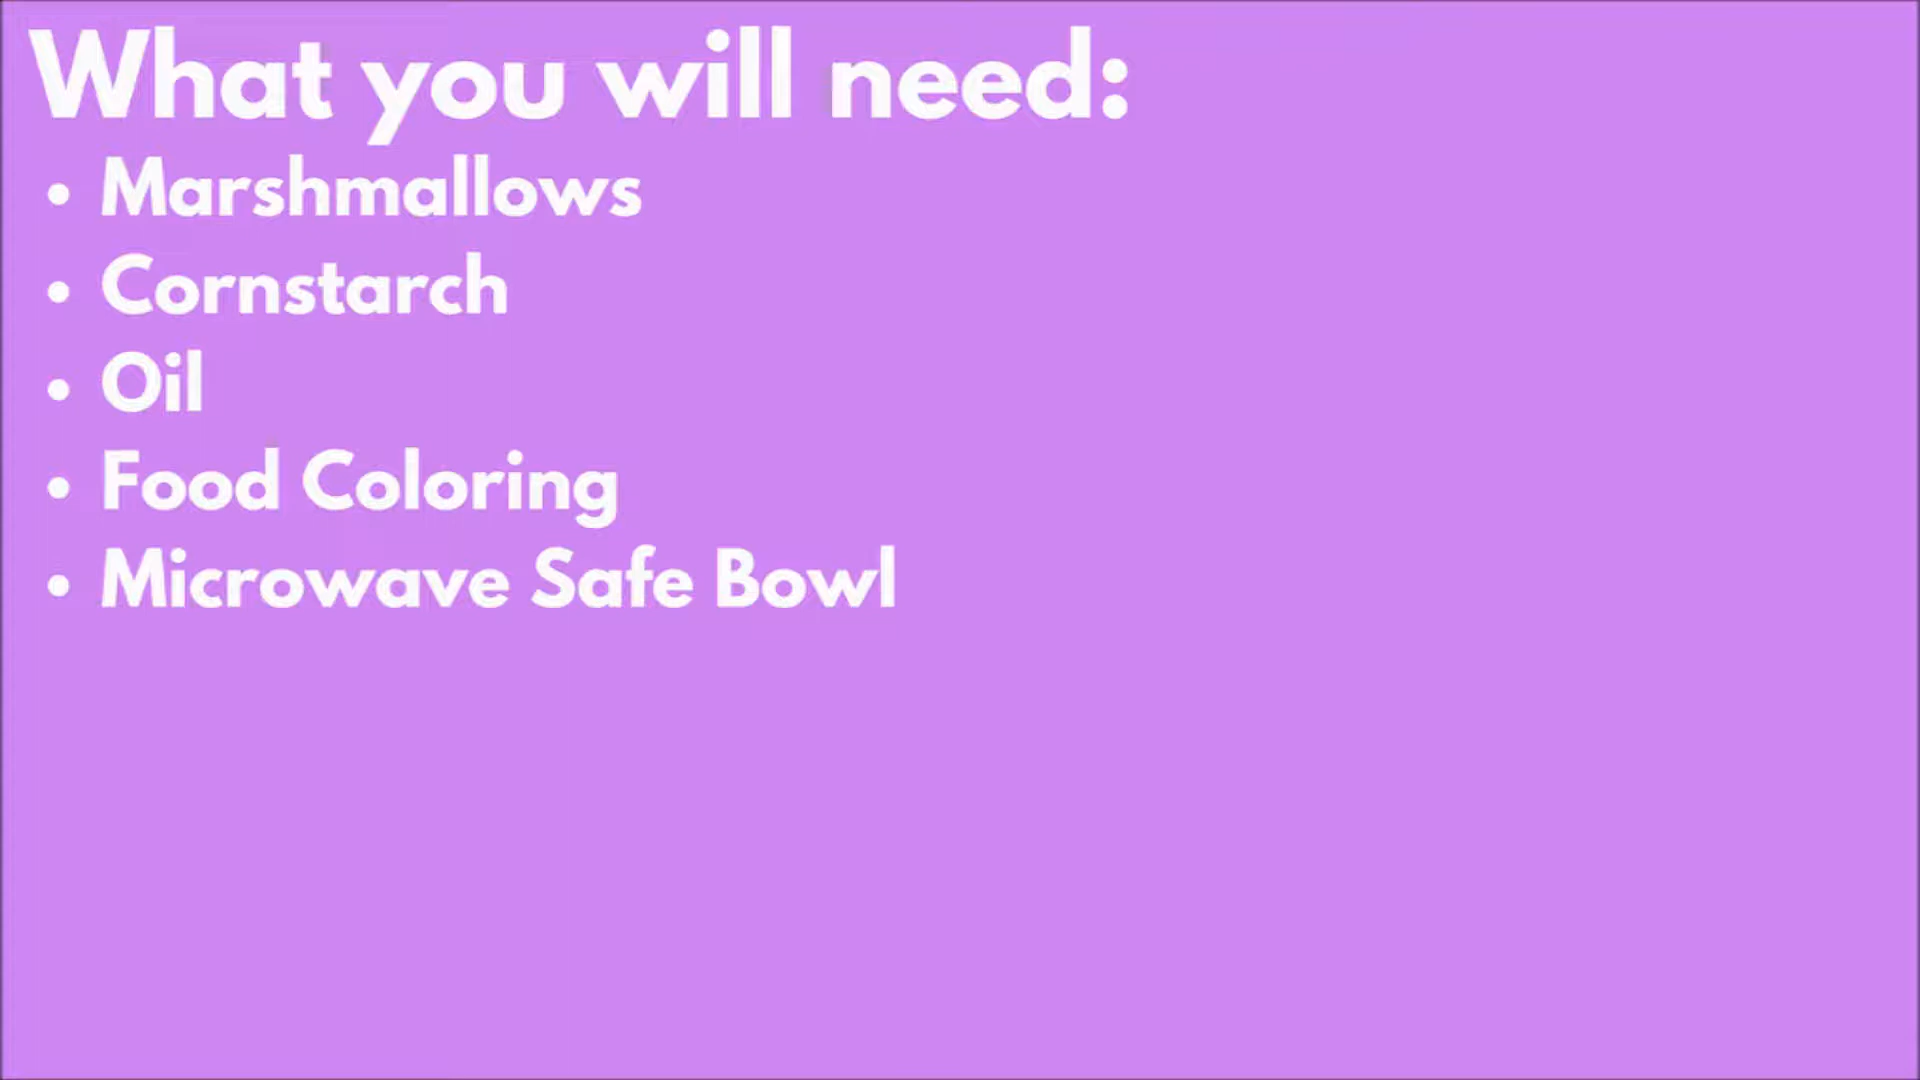 What you will need:
• Marshmallows
• Cornstarch
• Oil
• Food Coloring
• Microwave Safe Bowl